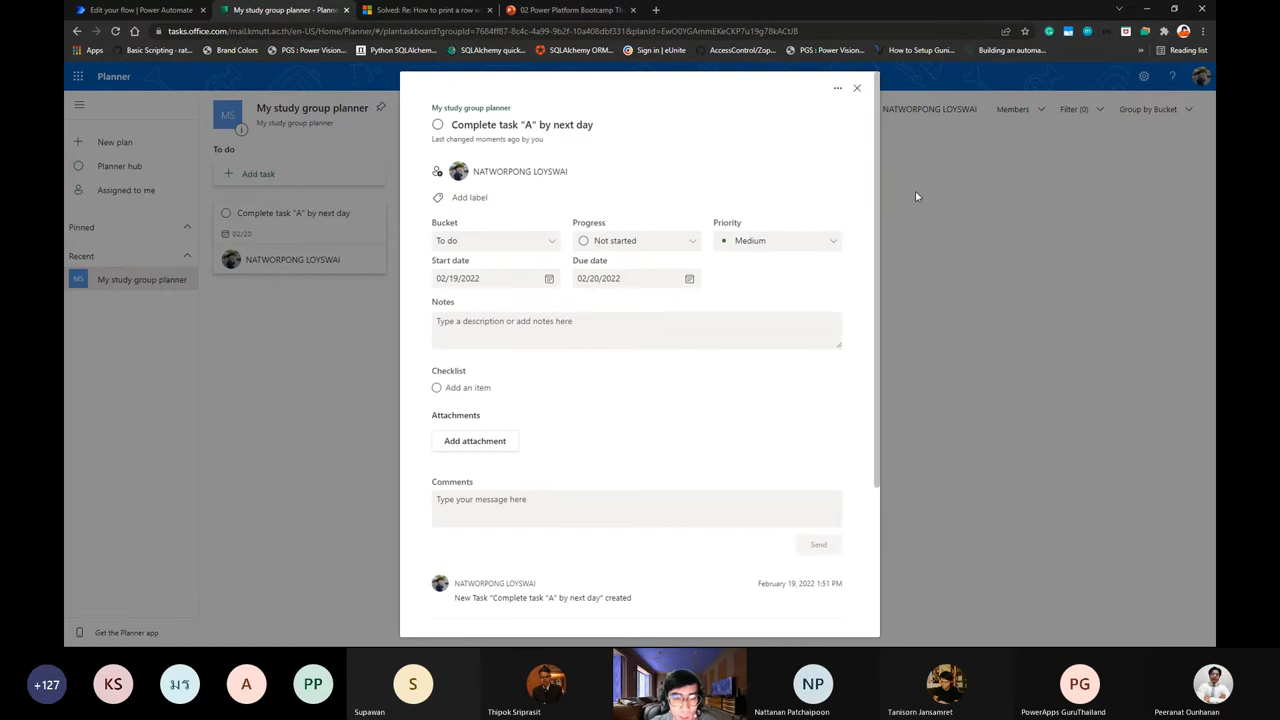 Edit your flow | Power Automate
My study group planner - Planne
Solved: Re: How to print a row w
02 Power Platform Bootcamp Th
tasks.office.com/mail.kmutt.ac.th/en-US/Home/Planner/#/plantaskboard?groupId=7684ff87-8c4c-4a99-9b2f-10a408dbf331&planId=EwO0YGAmmEKeCKP7u19g78kACtJB
Apps
Basic Scripting - rat...
Brand Colors
PGS : Power Vision...
Python SQLAlchemy
SQLAlchemy quick...
SQLAlchemy ORM...
Sign in | eUnite
AccessControl/Zop...
PGS : Power Vision...
How to Setup Guni...
Building an automa...
»
Reading list
Planner
?
New plan
Planner hub
Assigned to me
Pinned
Recent
MS
My study group planner
Get the Planner app
MS
My study group planner
My study group planner
To do
Add task
Complete task "A" by next day
02/20
NATWORPONG LOYSWAI
NATWORPONG LOYSWAI
Members
Filter (0)
Group by Bucket
My study group planner
Complete task "A" by next day
Last changed moments ago by you
NATWORPONG LOYSWAI
Add label
Bucket
Progress
Priority
To do
Not started
Medium
Start date
Due date
02/19/2022
02/20/2022
Notes
Type a description or add notes here
Checklist
Add an item
Attachments
Add attachment
Comments
Type your message here
Send
NATWORPONG LOYSWAI
February 19, 2022 1:51 PM
New Task "Complete task "A" by next day" created
+127
KS
มร
A
PP
S
Supawan
Thipok Sriprasit
NP
Nattanan Patchaipoon
Tanisorn Jansamret
PG
PowerApps GuruThailand
Peeranat Ounhanan